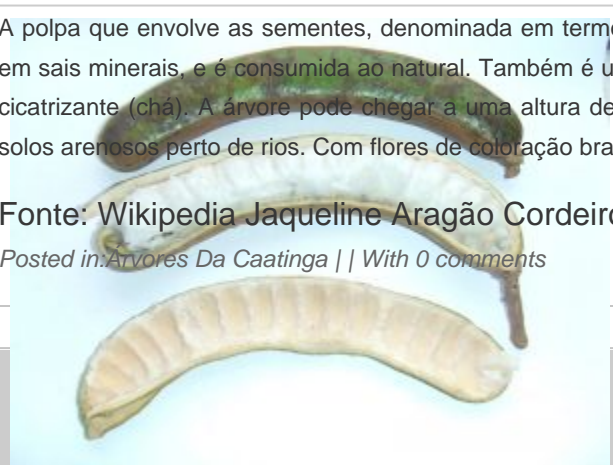 A polpa que envolve as sementes, denominada em term
em sais minerais, e é consumida ao natural. Também é u
cicatrizante (chá). A árvore pode chegar a uma altura de
solos arenosos perto de rios. Com flores de coloração bra
Fonte: Wikipedia Jaqueline Aragão Cordeiro
Posted in:Árvores Da Caatinga | | With 0 comments